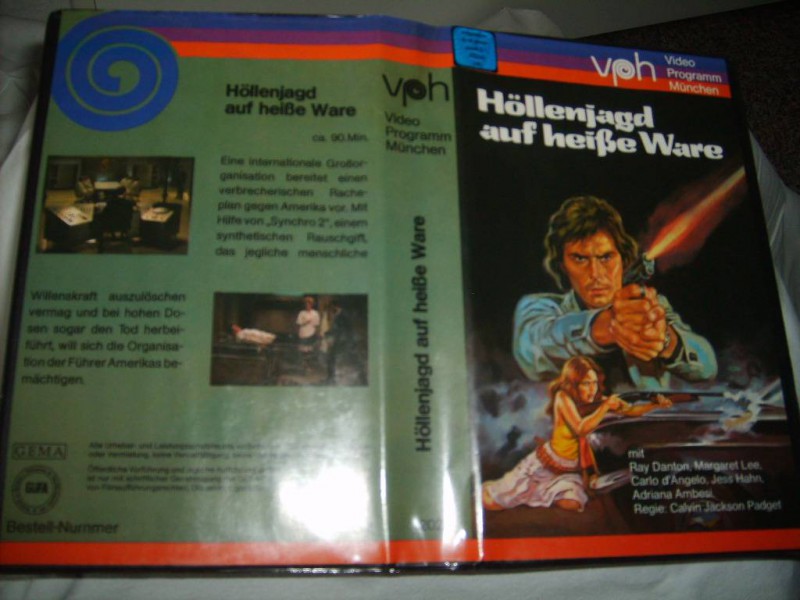 Höllenjagd
auf heiße Ware
ca. 90 Min.
Eine internationale Großor-
ganisation bereitet einen
verbrecherischen Rache-
plan gegen Amerika vor. Mit
Hilfe von „Synchro 2", einem
synthetischen Rauschgift,
das jegliche menschliche
Willenskraft auszulöschen
vermag und bei hohen Do-
sen sogar den Tod herbei-
führt, will sich die Organisa-
tion der Führer Amerikas be-
mächtigen.
GEMA
GÜFA
Bestell-Nummer
vph
Video
Programm
München
Höllenjagd auf heiße Ware
vph
Video
Programm
München
Höllenjagd
auf heiße Ware
mit
Ray Danton, Margaret Lee,
Carlo d'Angelo, Jess Hahn,
Adriana Ambesi
Regie: Calvin Jackson Padget